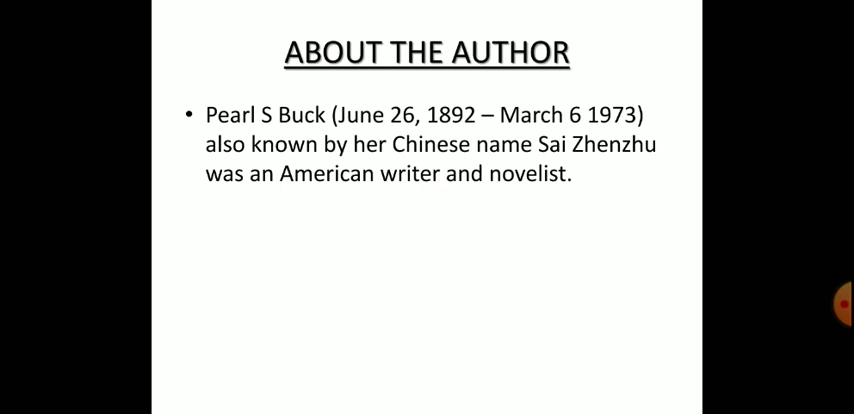 ABOUT THE AUTHOR
• Pearl S Buck (June 26, 1892 – March 6 1973)
also known by her Chinese name Sai Zhenzhu
was an American writer and novelist.